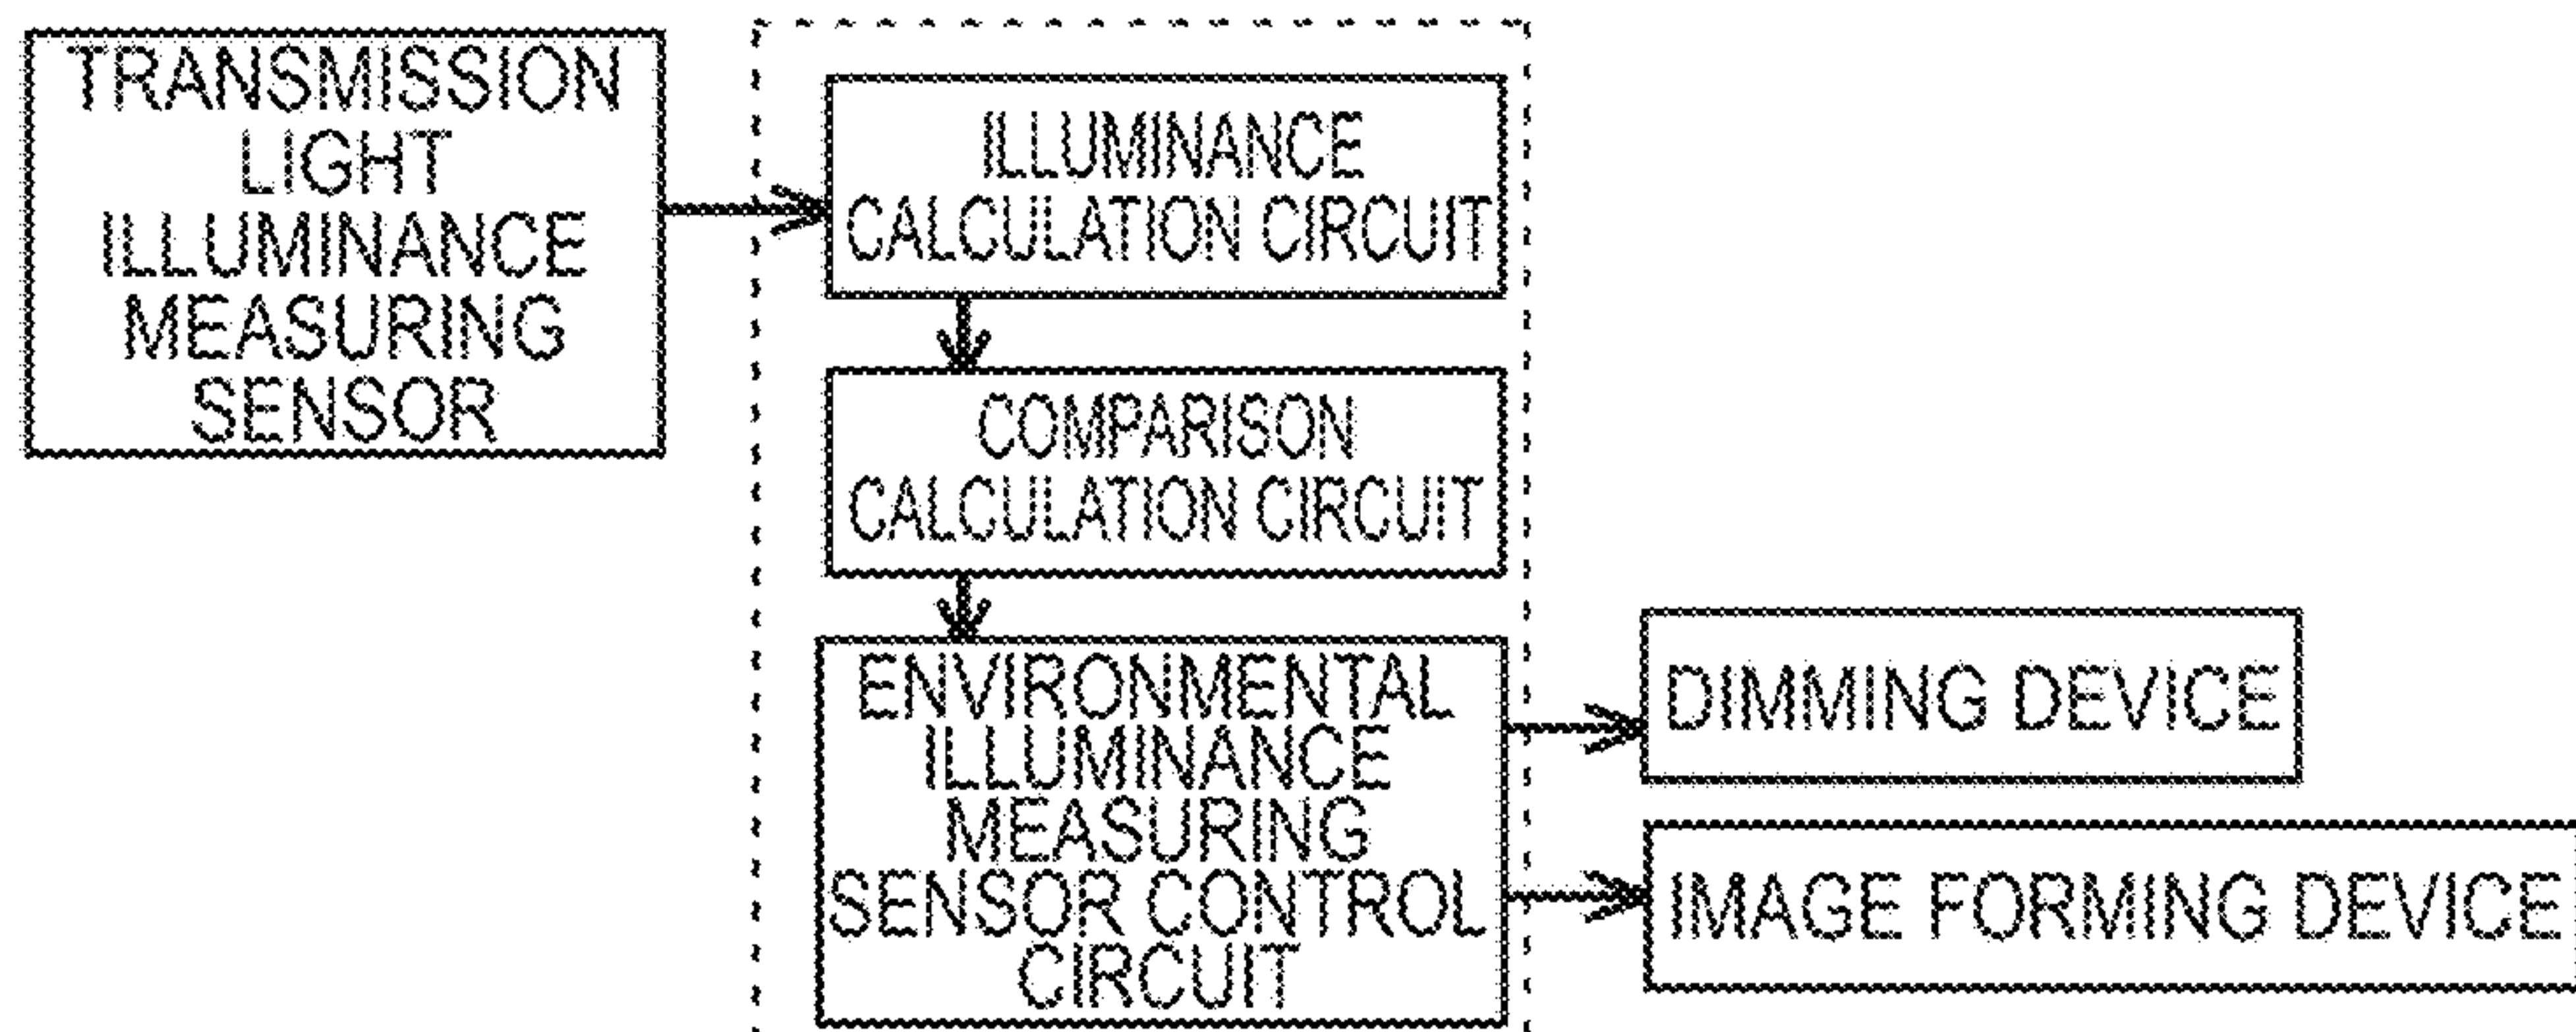 TRANSMISSION
LIGHT
ILLUMINANCE
MEASURING
SENSOR
ILLUMINANCE
CALCULATION CIRCUIT
COMPARISON
CALCULATION CIRCUIT
ENVIRONMENTAL
ILLUMINANCE
MEASURING
SENSOR CONTROL
CIRCUIT
DIMMING DEVICE
IMAGE FORMING DEVICE